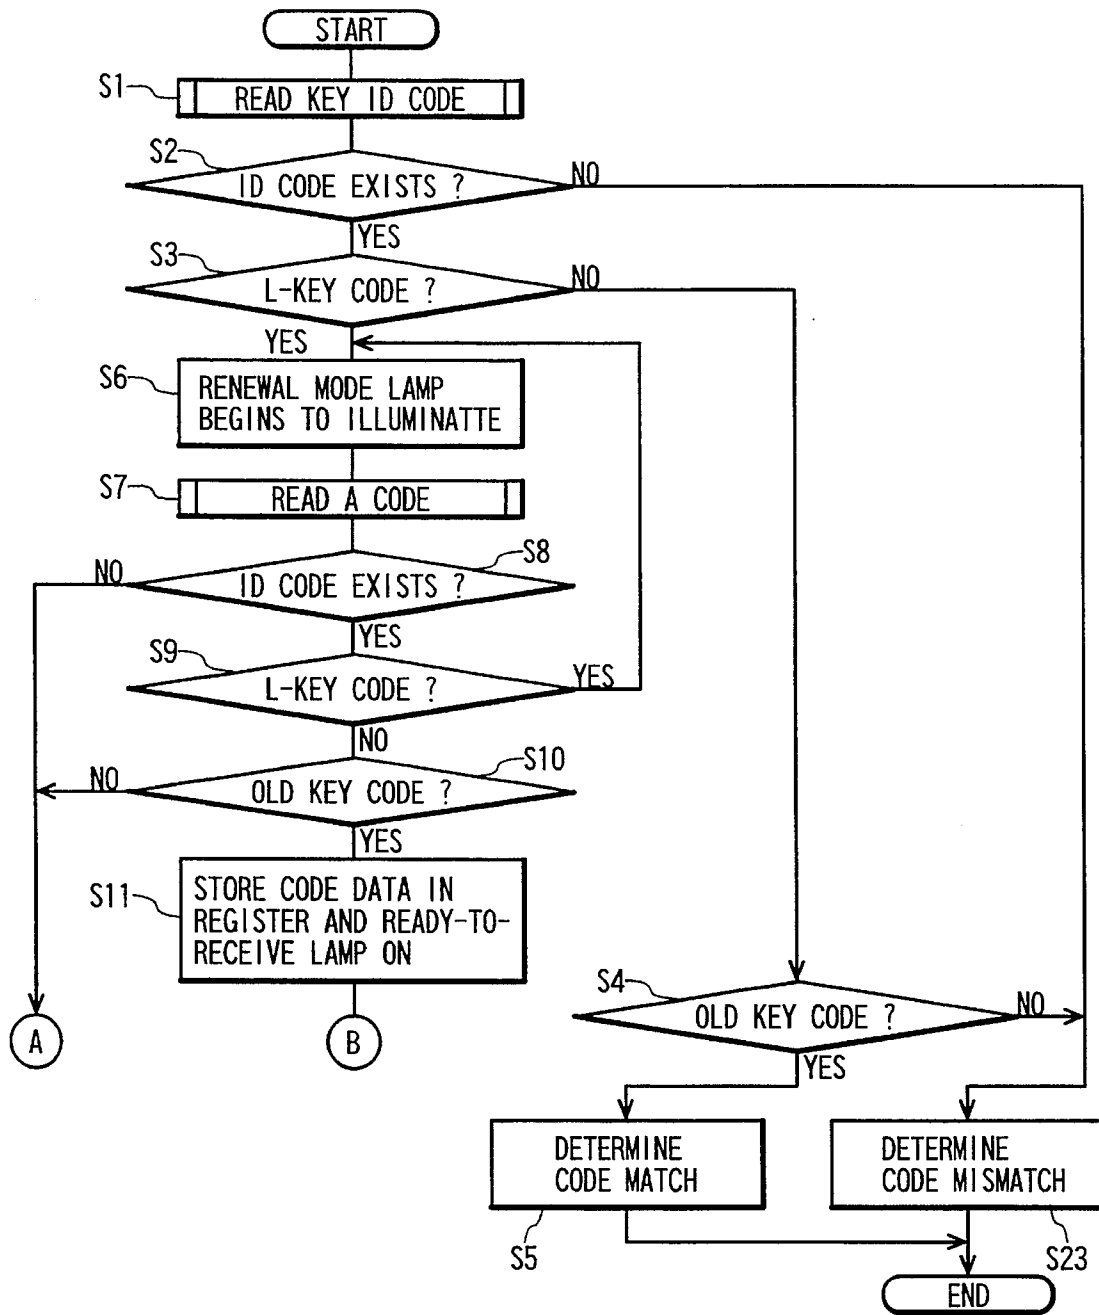 START
S1
READ KEY ID CODE
S2
ID CODE EXISTS ?
NO
YES
S3
L-KEY CODE ?
NO
YES
S6
RENEWAL MODE LAMP
BEGINS TO ILLUMINATTE
S7
READ A CODE
S8
NO
ID CODE EXISTS ?
YES
S9
L-KEY CODE ?
YES
NO
S10
NO
OLD KEY CODE ?
YES
S11
STORE CODE DATA IN
REGISTER AND READY-TO-
RECEIVE LAMP ON
A
B
S4
OLD KEY CODE ?
NO
YES
DETERMINE
CODE MATCH
S5
DETERMINE
CODE MISMATCH
S23
END